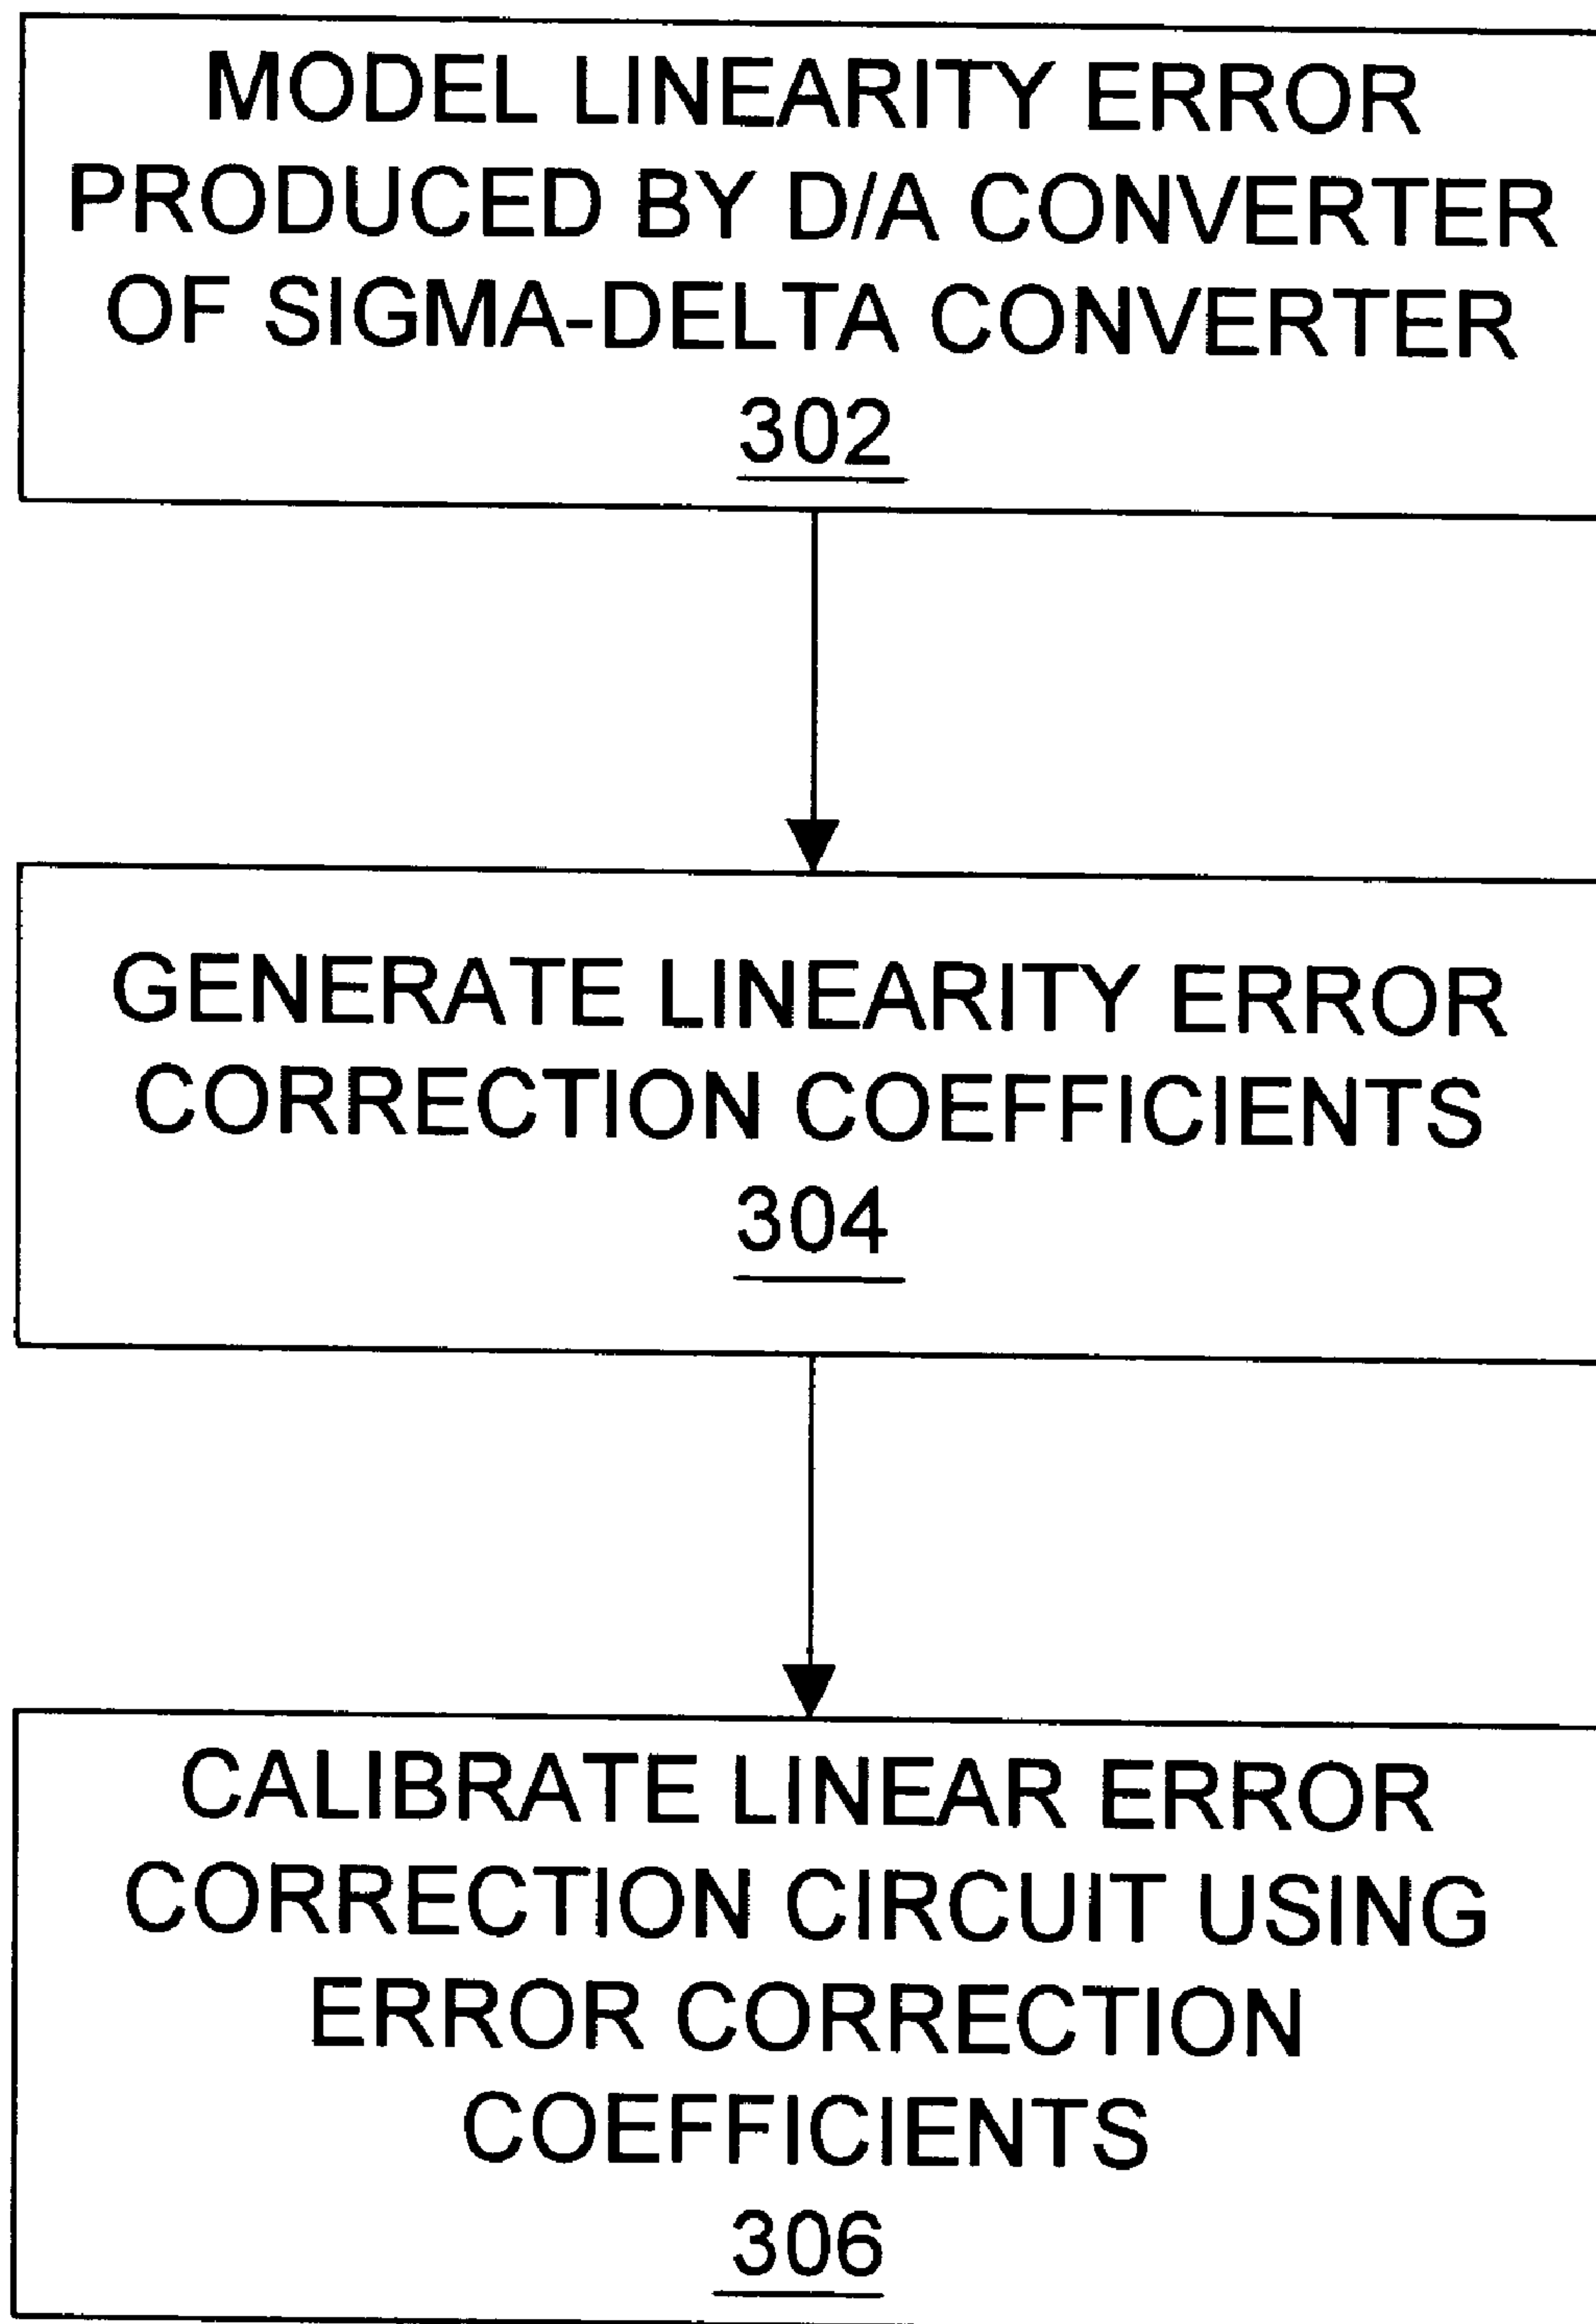 MODEL LINEARITY ERROR
PRODUCED BY D/A CONVERTER
OF SIGMA-DELTA CONVERTER
302
GENERATE LINEARITY ERROR
CORRECTION COEFFICIENTS
304
CALIBRATE LINEAR ERROR
CORRECTION CIRCUIT USING
ERROR CORRECTION
COEFFICIENTS
306